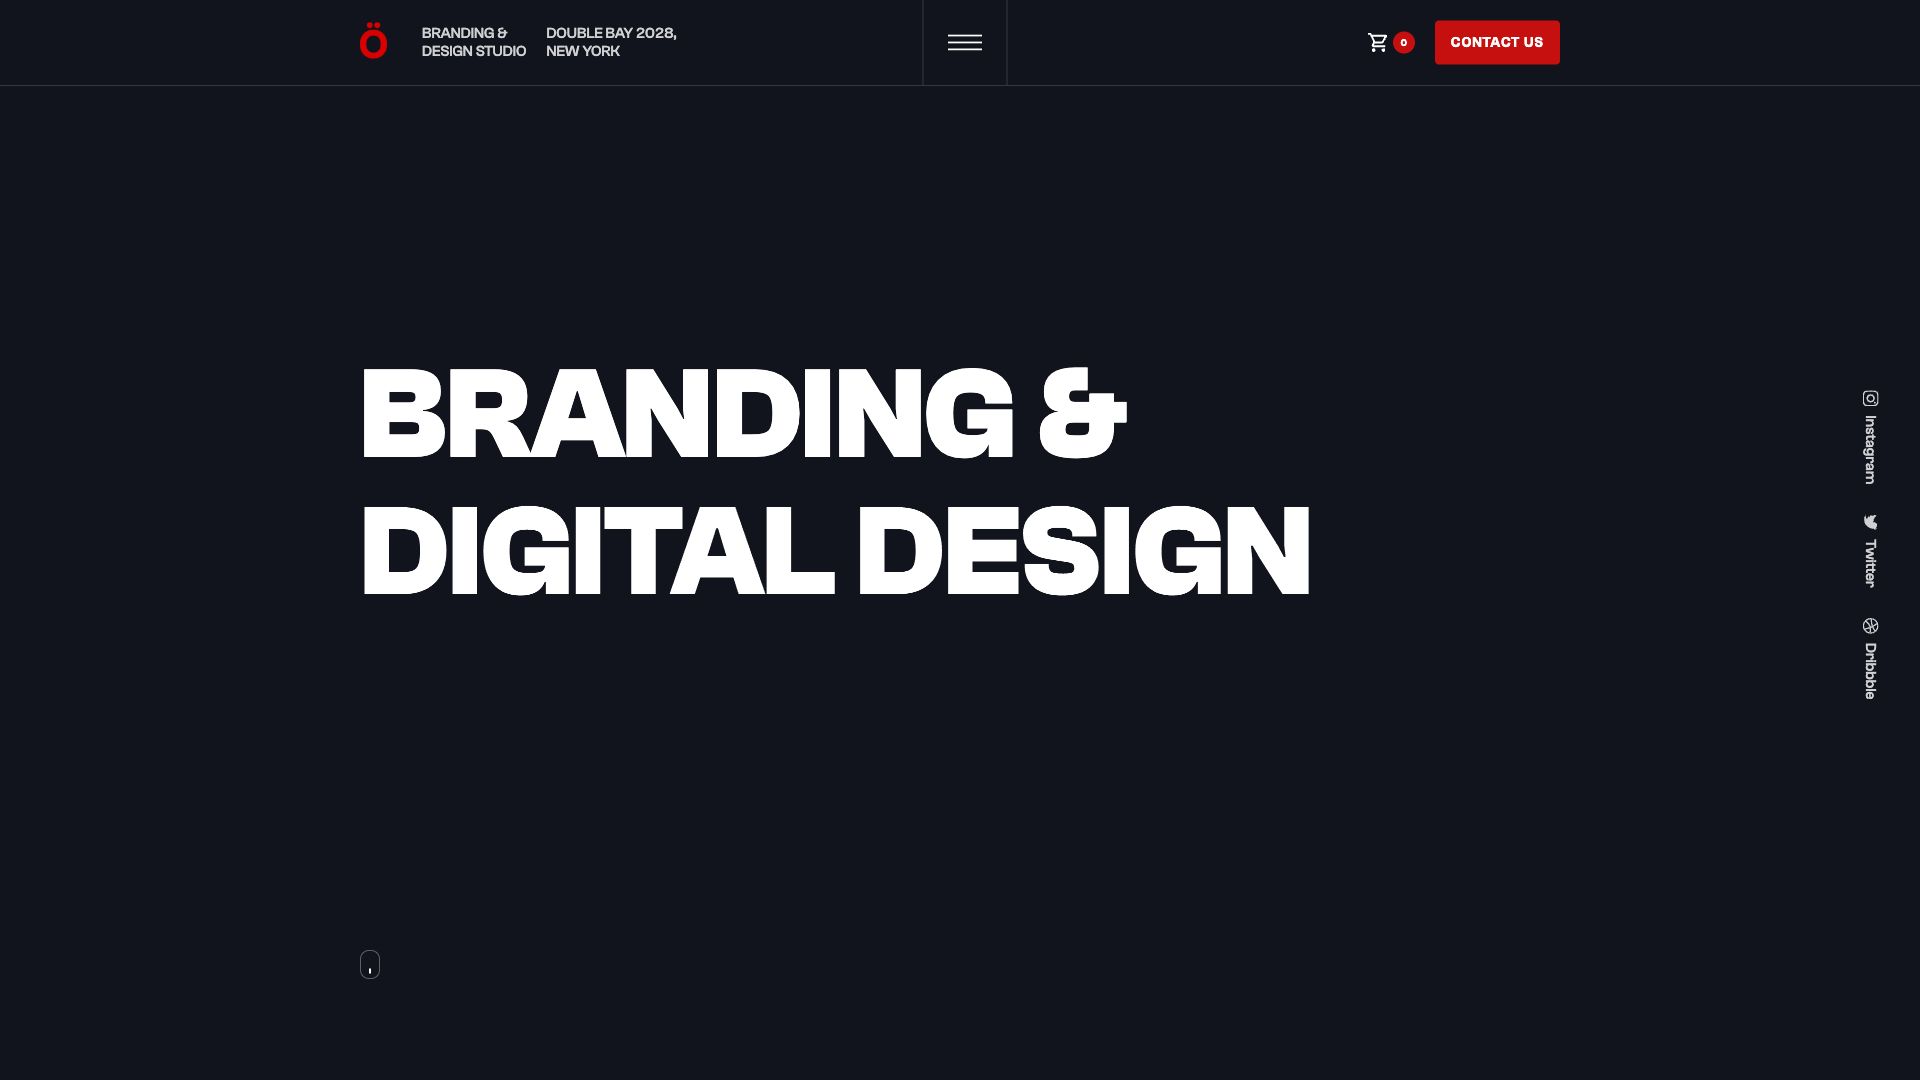 Ö
BRANDING &
DESIGN STUDIO
DOUBLE BAY 2028,
NEW YORK
0
CONTACT US
BRANDING &
DIGITAL DESIGN
Instagram
Twitter
Dribbble